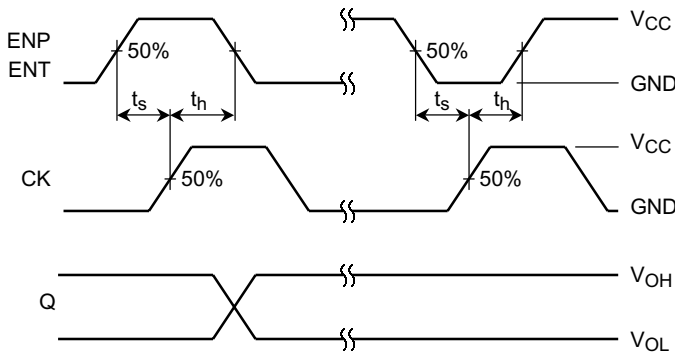 ENP
ENT
50%
50%
VCC
GND
ts
th
ts
th
CK
50%
50%
VCC
GND
Q
VOH
VOL